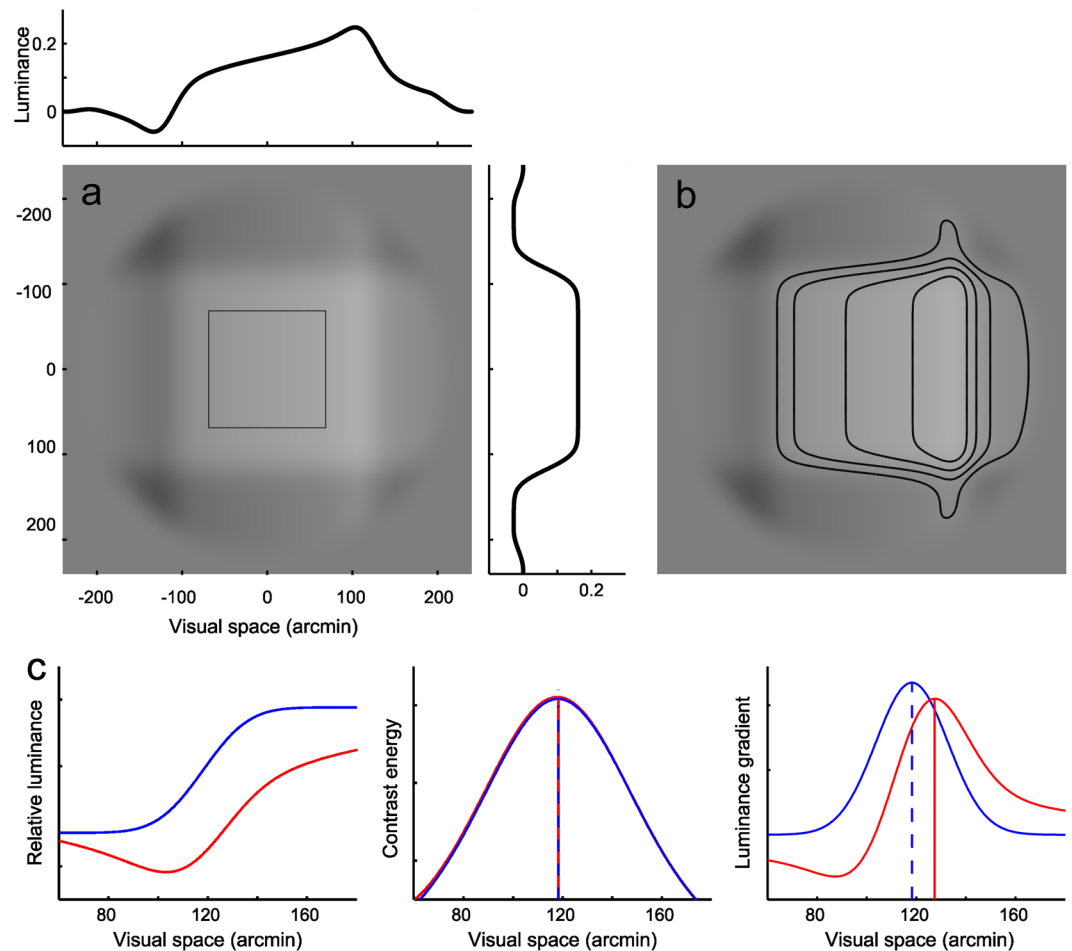 Luminance
0.2
0
a
-200
-100
0
100
200
-200 -100 0 100 200
Visual space (arcmin)
0 0.2
b
c
Relative luminance
80 120 160
Visual space (arcmin)
Contrast energy
80 120 160
Visual space (arcmin)
Luminance gradient
80 120 160
Visual space (arcmin)